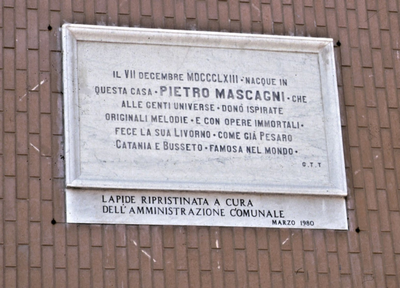 IL VII DECEMBRE MDCCCLXIII · NACQUE IN
QUESTA CASA · PIETRO MASCAGNI · CHE
ALLE GENTI UNIVERSE · DONÓ ISPIRATE
ORIGINALI MELODIE · E CON OPERE IMMORTALI ·
FECE LA SUA LIVORNO · COME GIÀ PESARO
CATANIA E BUSSETO · FAMOSA NEL MONDO ·
G.T.T
LAPIDE RIPRISTINATA A CURA
DELL'AMMINISTRAZIONE COMUNALE
MARZO 1980